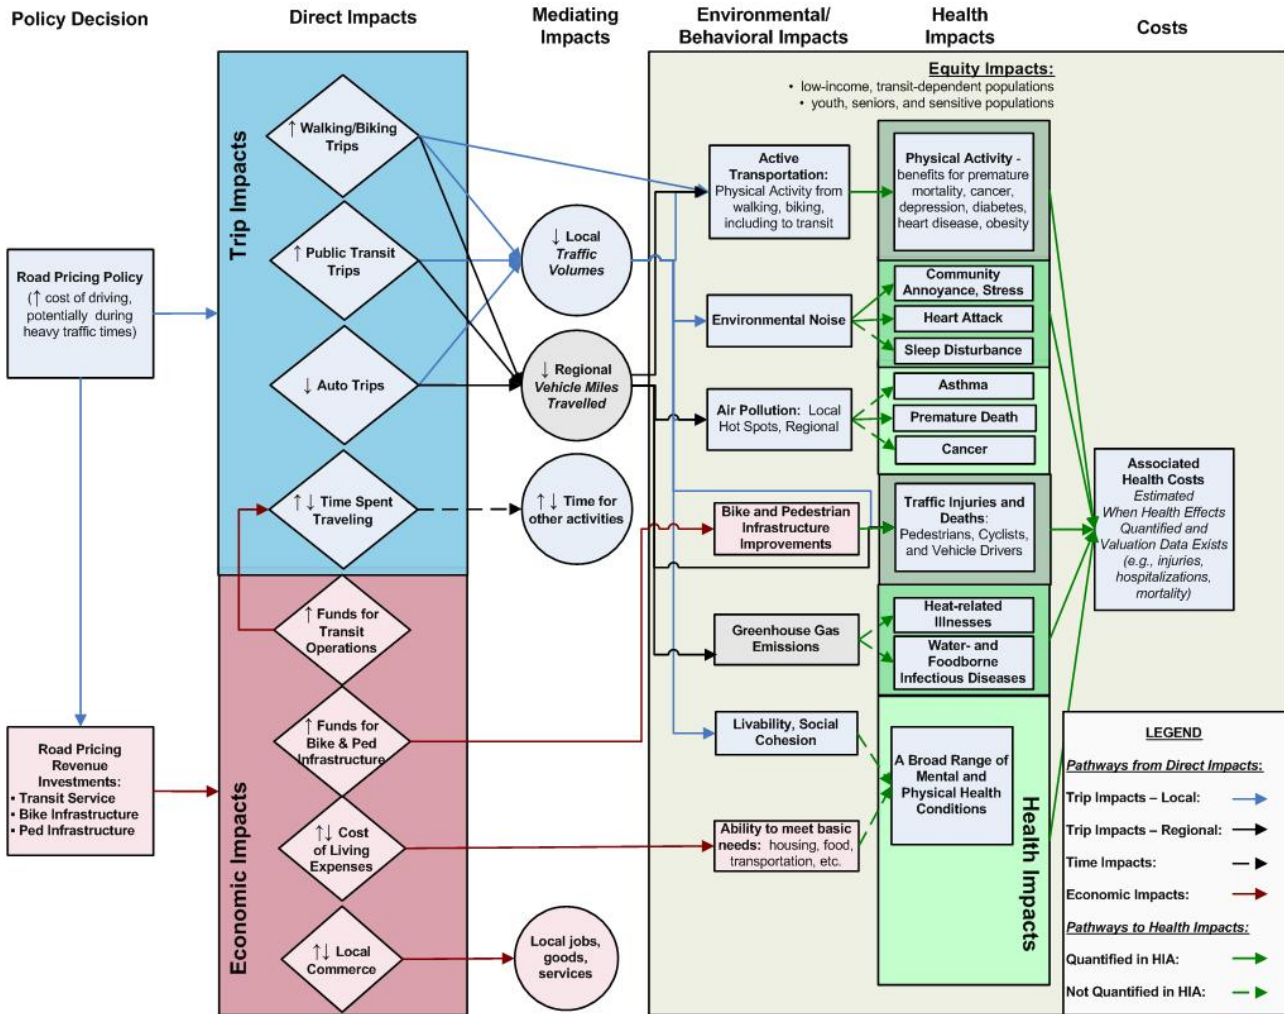 Policy Decision
Direct Impacts
Mediating
Impacts
Environmental/
Behavioral Impacts
Health
Impacts
Costs
Road Pricing Policy
(↑ cost of driving,
potentially during
heavy traffic times)
Road Pricing
Revenue
Investments:
▪ Transit Service
▪ Bike Infrastructure
▪ Ped Infrastructure
Trip Impacts
↑ Walking/Biking
Trips
↑ Public Transit
Trips
↓ Auto Trips
↑↓ Time Spent
Traveling
Economic Impacts
↑ Funds for
Transit
Operations
↑ Funds for
Bike & Ped
Infrastructure
↑↓ Cost
of Living
Expenses
↑↓ Local
Commerce
↓ Local
Traffic
Volumes
↓ Regional
Vehicle Miles
Travelled
↑↓ Time for
other activities
Local jobs,
goods,
services
Equity Impacts:
• low-income, transit-dependent populations
• youth, seniors, and sensitive populations
Active
Transportation:
Physical Activity from
walking, biking,
including to transit
Environmental Noise
Air Pollution: Local
Hot Spots, Regional
Bike and Pedestrian
Infrastructure
Improvements
Greenhouse Gas
Emissions
Livability, Social
Cohesion
Ability to meet basic
needs: housing, food,
transportation, etc.
Physical Activity -
benefits for premature
mortality, cancer,
depression, diabetes,
heart disease, obesity
Community
Annoyance, Stress
Heart Attack
Sleep Disturbance
Asthma
Premature Death
Cancer
Traffic Injuries and
Deaths:
Pedestrians, Cyclists,
and Vehicle Drivers
Heat-related
Illnesses
Water- and
Foodborne
Infectious Diseases
A Broad Range of
Mental and
Physical Health
Conditions
Health Impacts
Associated
Health Costs
Estimated
When Health Effects
Quantified and
Valuation Data Exists
(e.g., injuries,
hospitalizations,
mortality)
LEGEND
Pathways from Direct Impacts:
Trip Impacts – Local:
Trip Impacts – Regional:
Time Impacts:
Economic Impacts:
Pathways to Health Impacts:
Quantified in HIA:
Not Quantified in HIA: